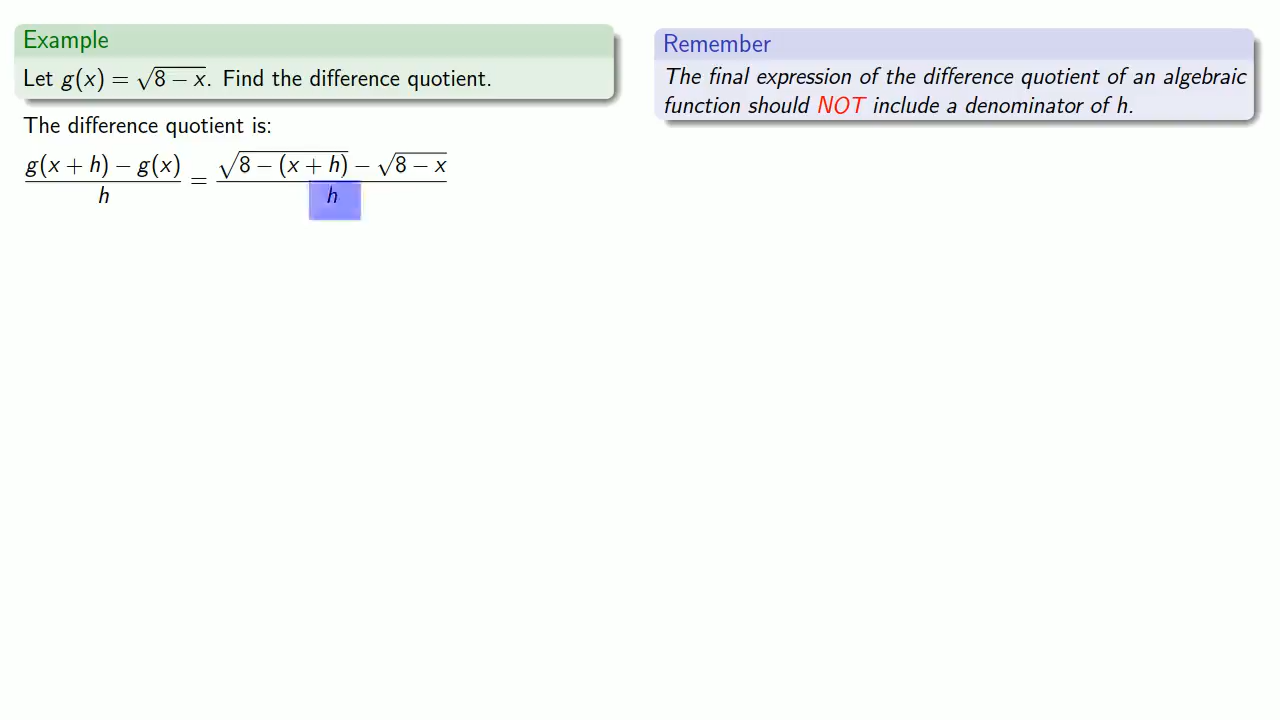 Example
Let g(x) = √(8 − x). Find the difference quotient.
Remember
The final expression of the difference quotient of an algebraic
function should NOT include a denominator of h.
The difference quotient is:
(g(x + h) − g(x))/h = (√(8 − (x + h)) − √(8 − x))/h